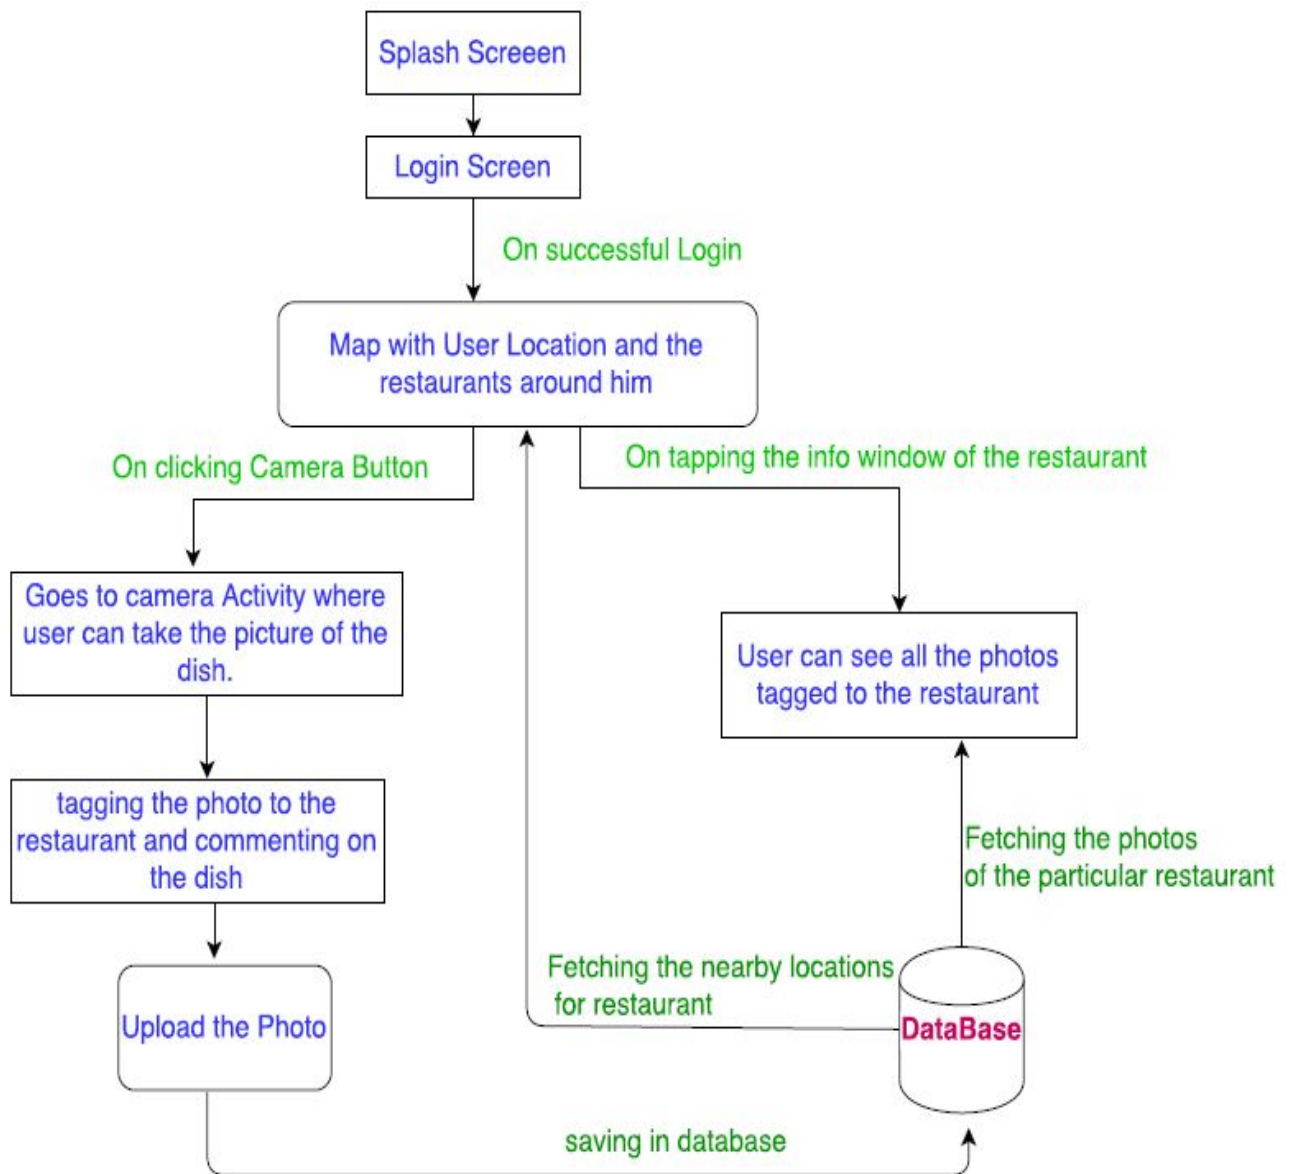 Splash Screeen
Login Screen
On successful Login
Map with User Location and the
restaurants around him
On clicking Camera Button
On tapping the info window of the restaurant
Goes to camera Activity where
user can take the picture of the
dish.
User can see all the photos
tagged to the restaurant
tagging the photo to the
restaurant and commenting on
the dish
Fetching the photos
of the particular restaurant
Fetching the nearby locations
for restaurant
Upload the Photo
DataBase
saving in database